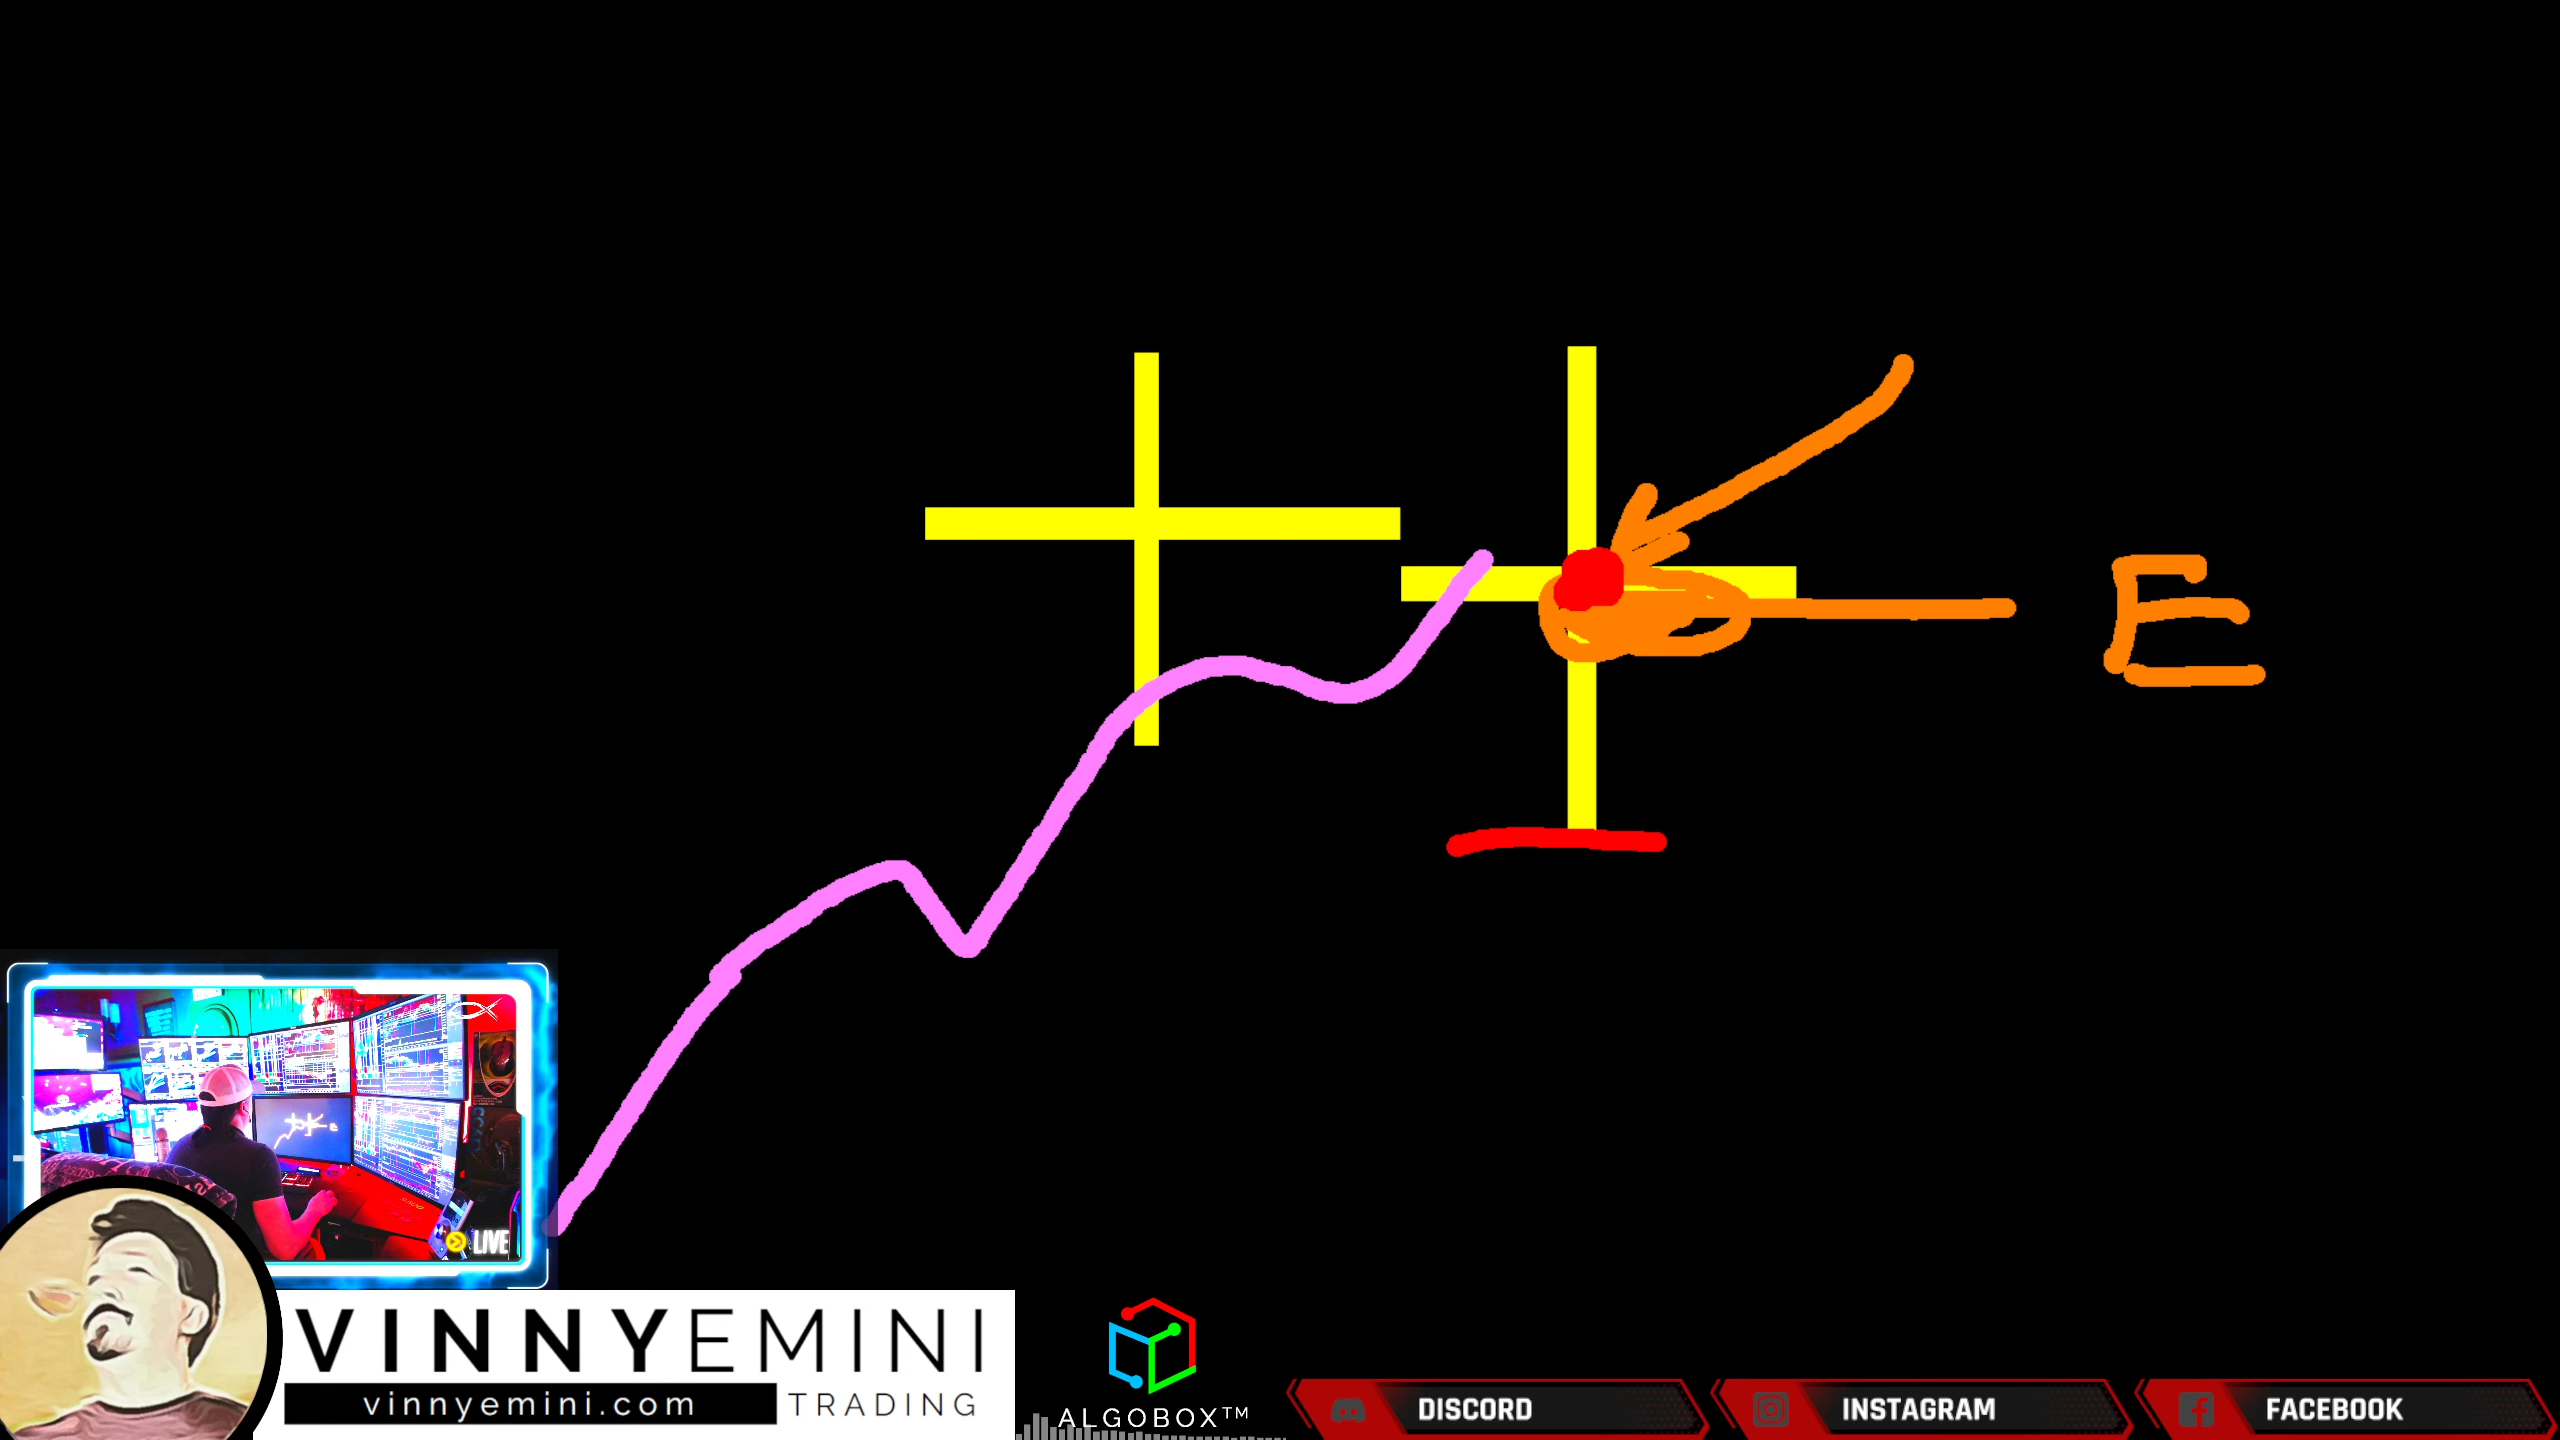 E
LIVE
VINNYEMINI
vinnyemini.com TRADING
ALGOBOX™
DISCORD
INSTAGRAM
FACEBOOK